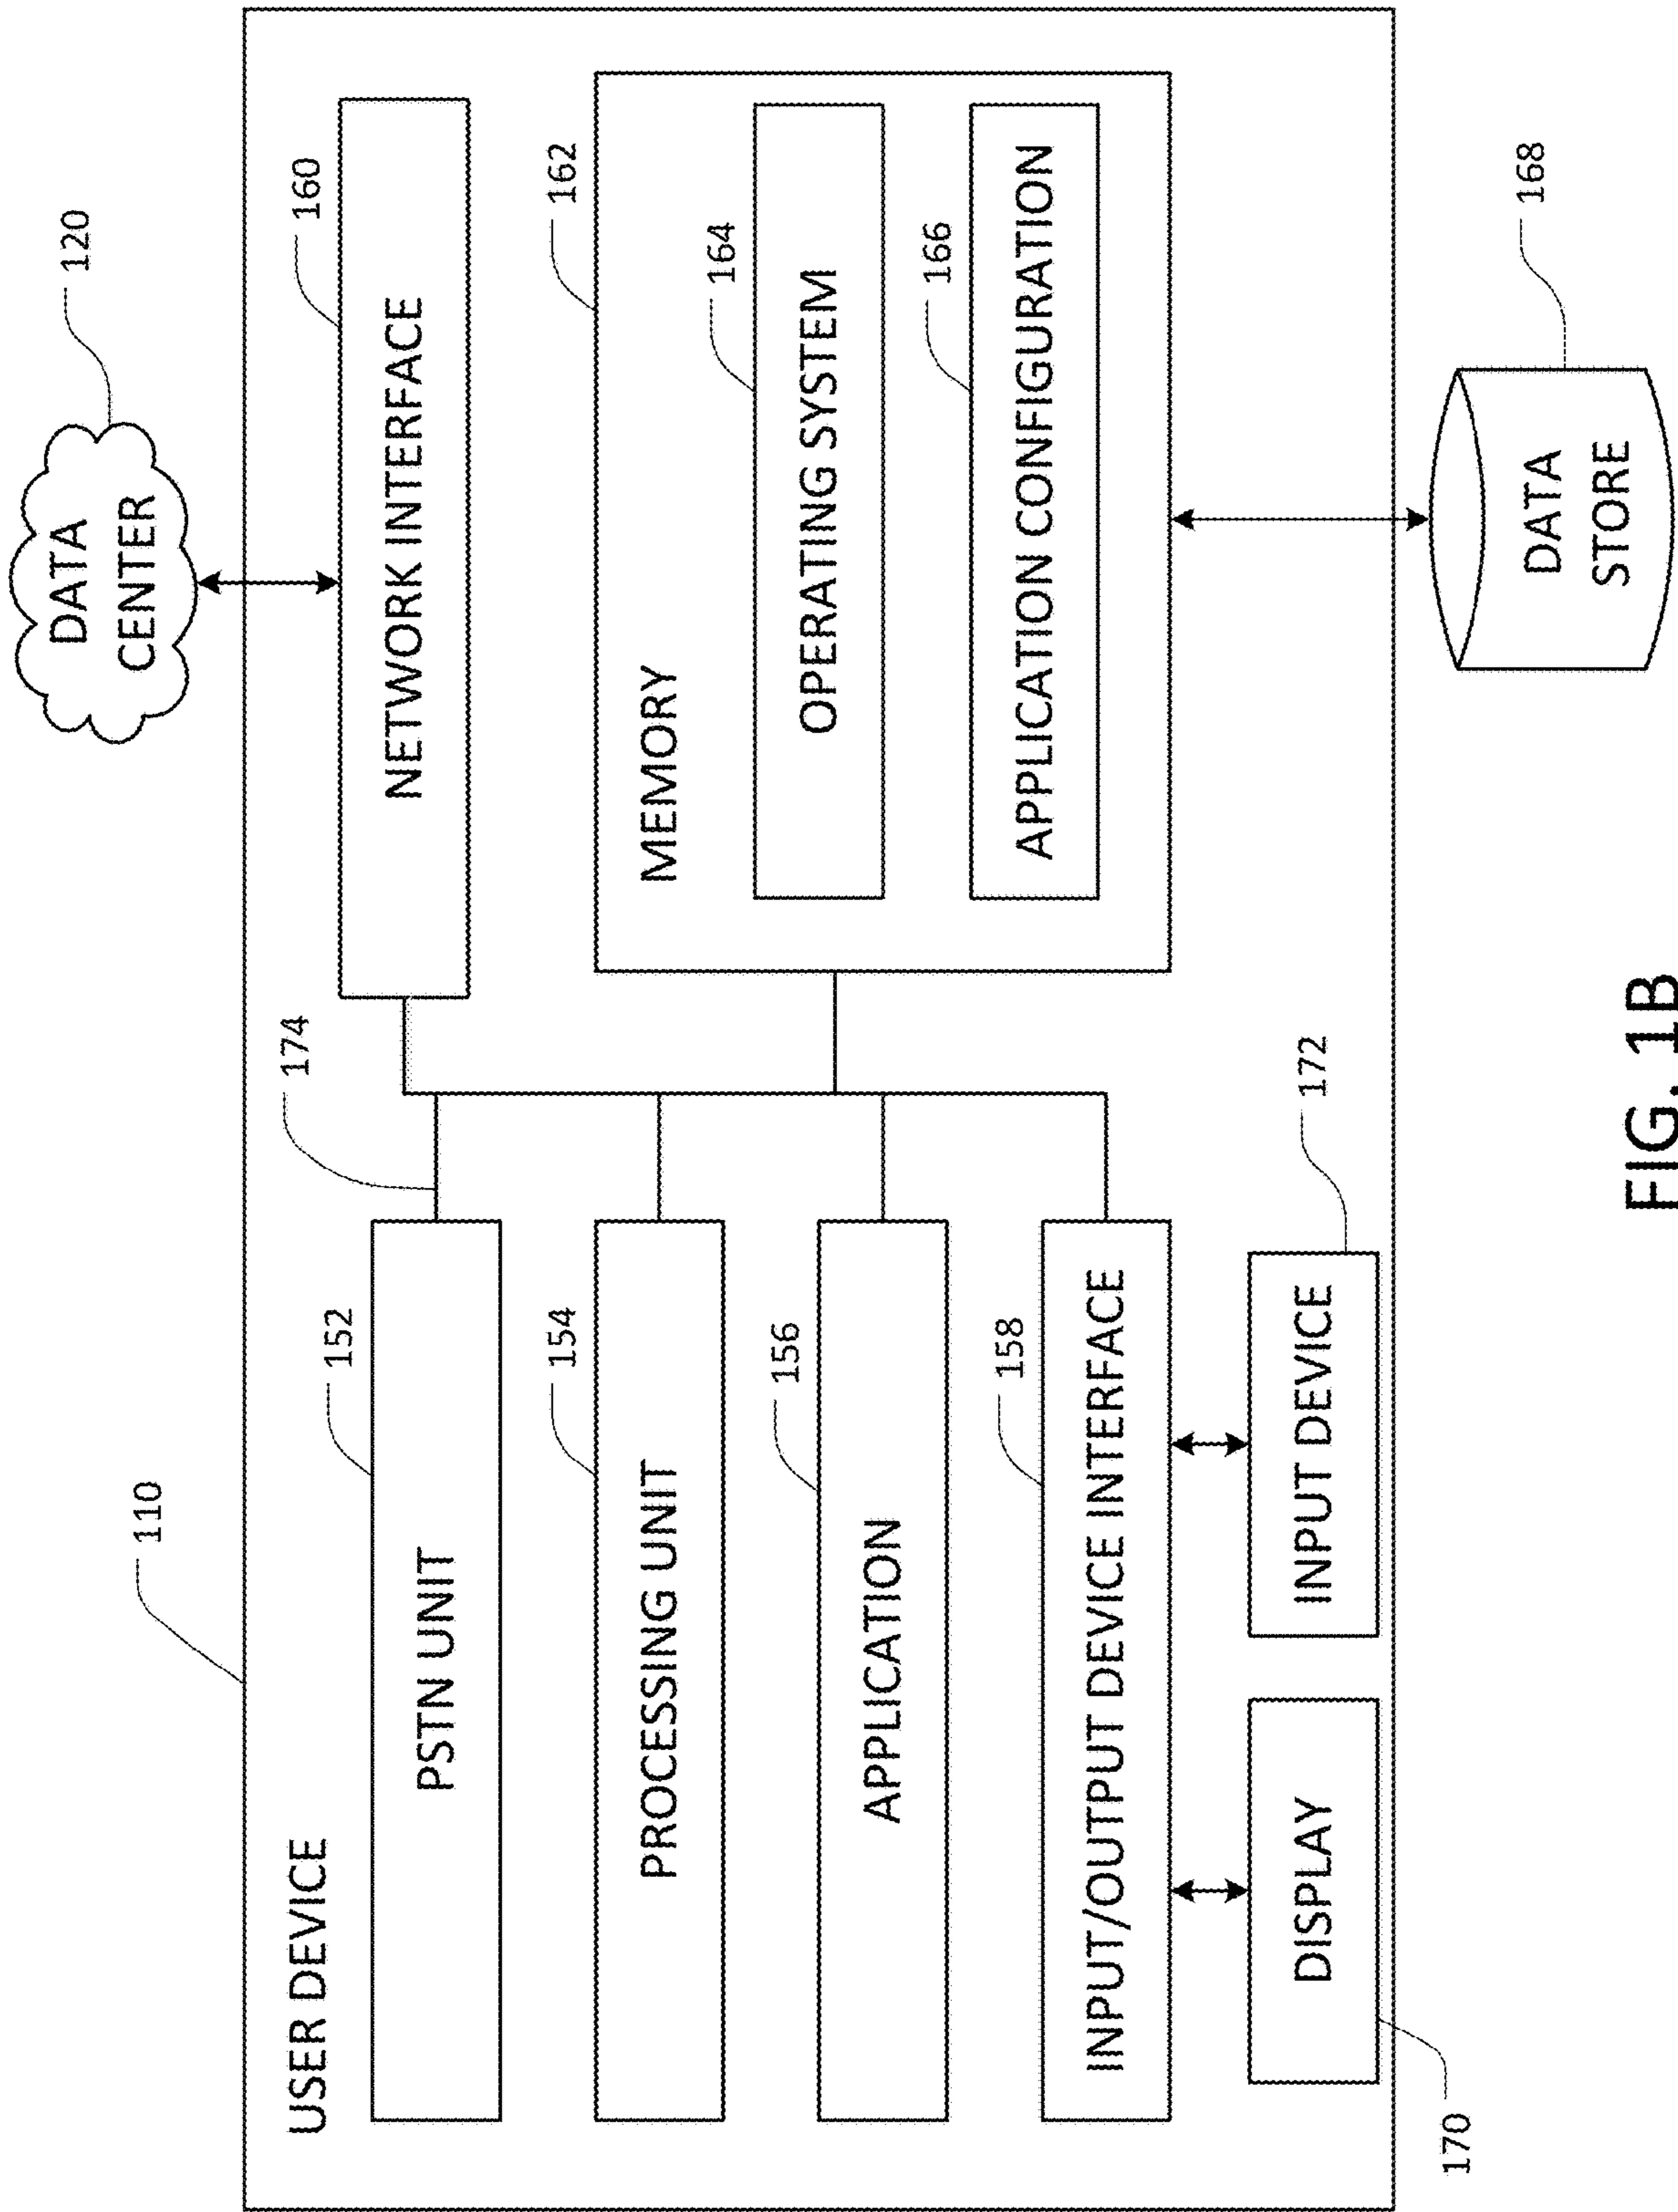 DATA
CENTER
120
110
USER DEVICE
152
PSTN UNIT
154
PROCESSING UNIT
156
APPLICATION
158
INPUT/OUTPUT DEVICE INTERFACE
170
DISPLAY
INPUT DEVICE
172
174
160
NETWORK INTERFACE
162
MEMORY
164
OPERATING SYSTEM
166
APPLICATION CONFIGURATION
DATA
STORE
168
FIG. 1B